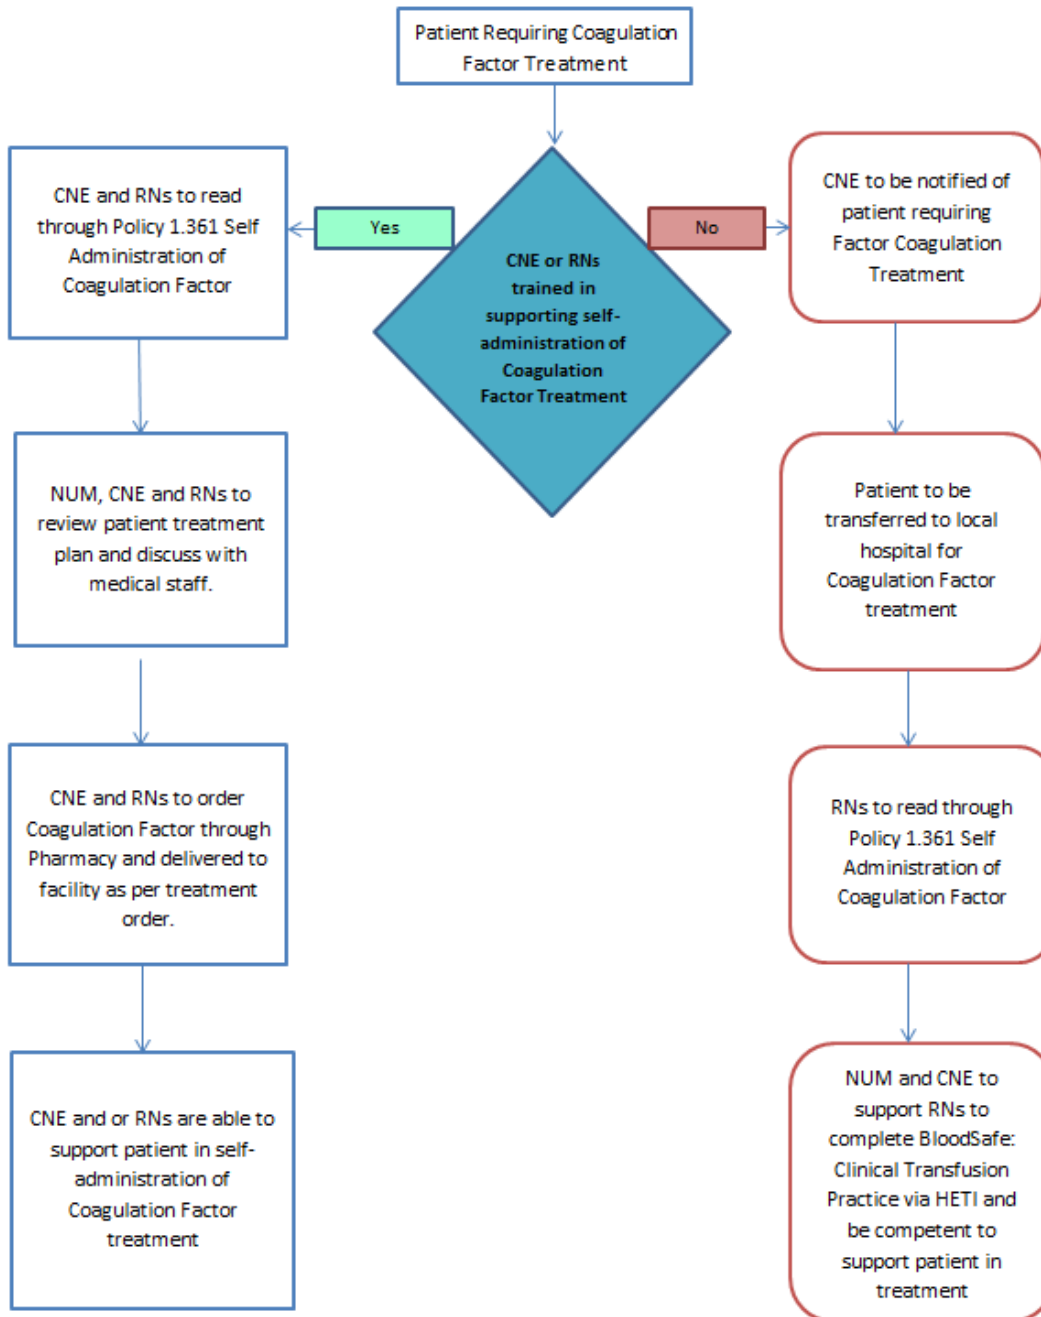 Patient Requiring Coagulation
Factor Treatment
CNE or RNs
trained in
supporting self-
administration of
Coagulation
Factor Treatment
Yes
CNE and RNs to read
through Policy 1.361 Self
Administration of
Coagulation Factor
NUM, CNE and RNs to
review patient treatment
plan and discuss with
medical staff.
CNE and RNs to order
Coagulation Factor through
Pharmacy and delivered to
facility as per treatment
order.
CNE and or RNs are able to
support patient in self-
administration of
Coagulation Factor
treatment
No
CNE to be notified of
patient requiring
Factor Coagulation
Treatment
Patient to be
transferred to local
hospital for
Coagulation Factor
treatment
RNs to read through
Policy 1.361 Self
Administration of
Coagulation Factor
NUM and CNE to
support RNs to
complete BloodSafe:
Clinical Transfusion
Practice via HETI and
be competent to
support patient in
treatment